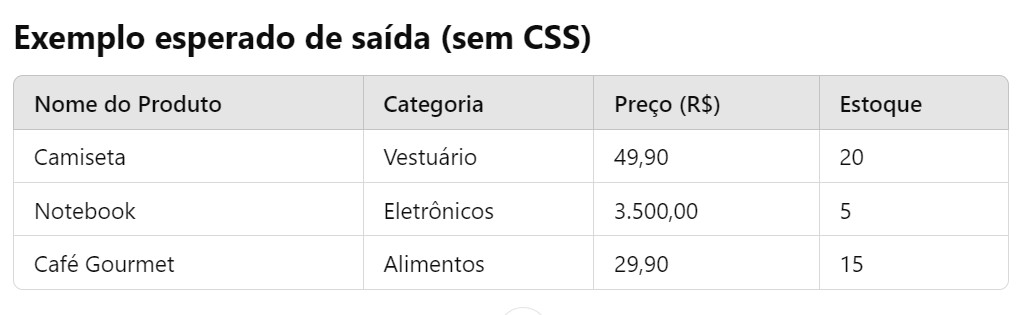 Exemplo esperado de saída (sem CSS)
Nome do Produto Categoria Preço (R$) Estoque
Camiseta Vestuário 49,90 20
Notebook Eletrônicos 3.500,00 5
Café Gourmet Alimentos 29,90 15